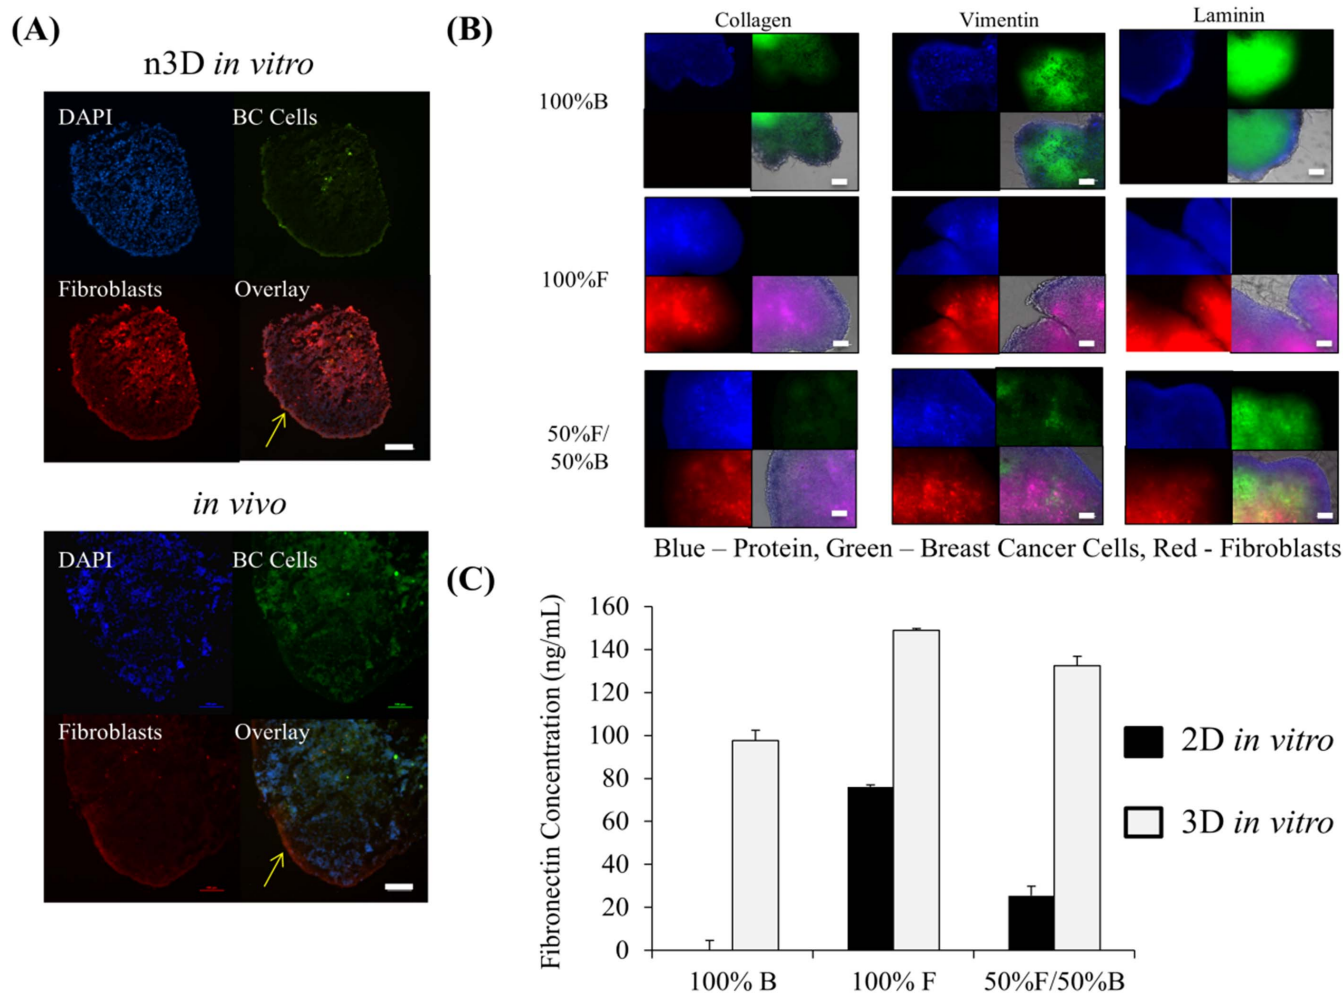 (A)
n3D in vitro
DAPI
BC Cells
Fibroblasts
Overlay
in vivo
DAPI
BC Cells
Fibroblasts
Overlay
(B)
Collagen
Vimentin
Laminin
100%B
100%F
50%F/
50%B
Blue – Protein, Green – Breast Cancer Cells, Red - Fibroblasts
(C)
Fibronectin Concentration (ng/mL)
160
140
120
100
80
60
40
20
0
100% B
100% F
50%F/50%B
2D in vitro
3D in vitro